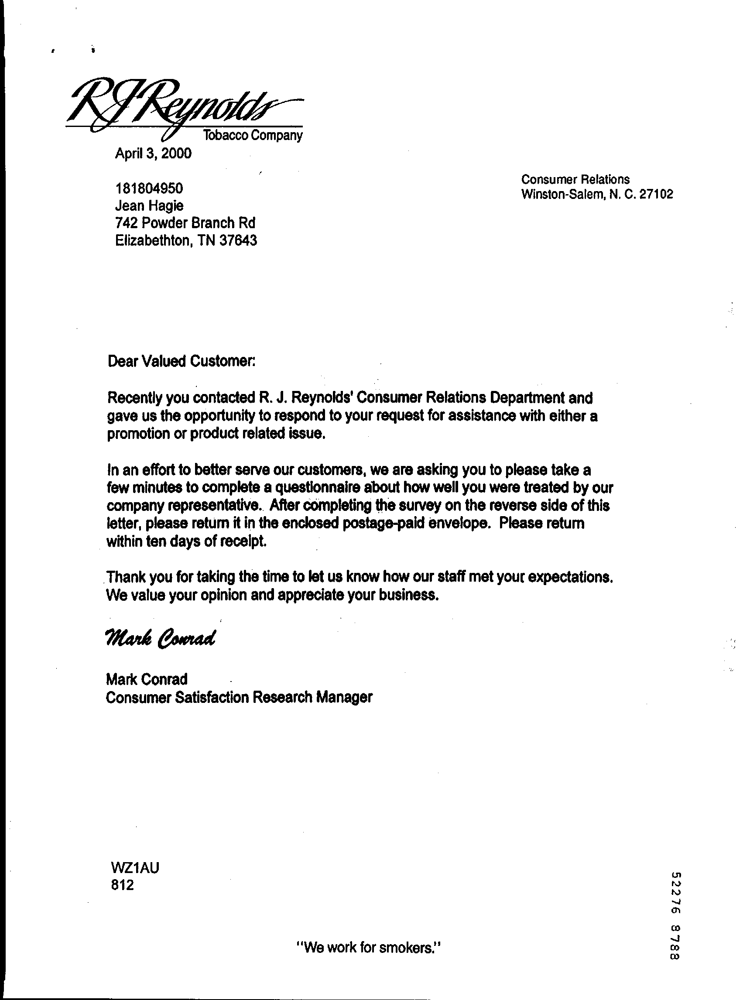 RJReynolds
Tobacco Company
April 3, 2000
Consumer Relations
Winston-Salem, N. C. 27102
181804950
Jean Hagie
742 Powder Branch Rd
Elizabethton, TN 37643
Dear Valued Customer:
Recently you contacted R. J. Reynolds' Consumer Relations Department and
gave us the opportunity to respond to your request for assistance with either a
promotion or product related issue.
In an effort to better serve our customers, we are asking you to please take a
few minutes to complete a questionnaire about how well you were treated by our
company representative. After completing the survey on the reverse side of this
letter, please return it in the enclosed postage-paid envelope. Please return
within ten days of receipt.
Thank you for taking the time to let us know how our staff met your expectations.
We value your opinion and appreciate your business.
Mark Conrad
Mark Conrad
Consumer Satisfaction Research Manager
WZ1AU
812
52276 8788
"We work for smokers."